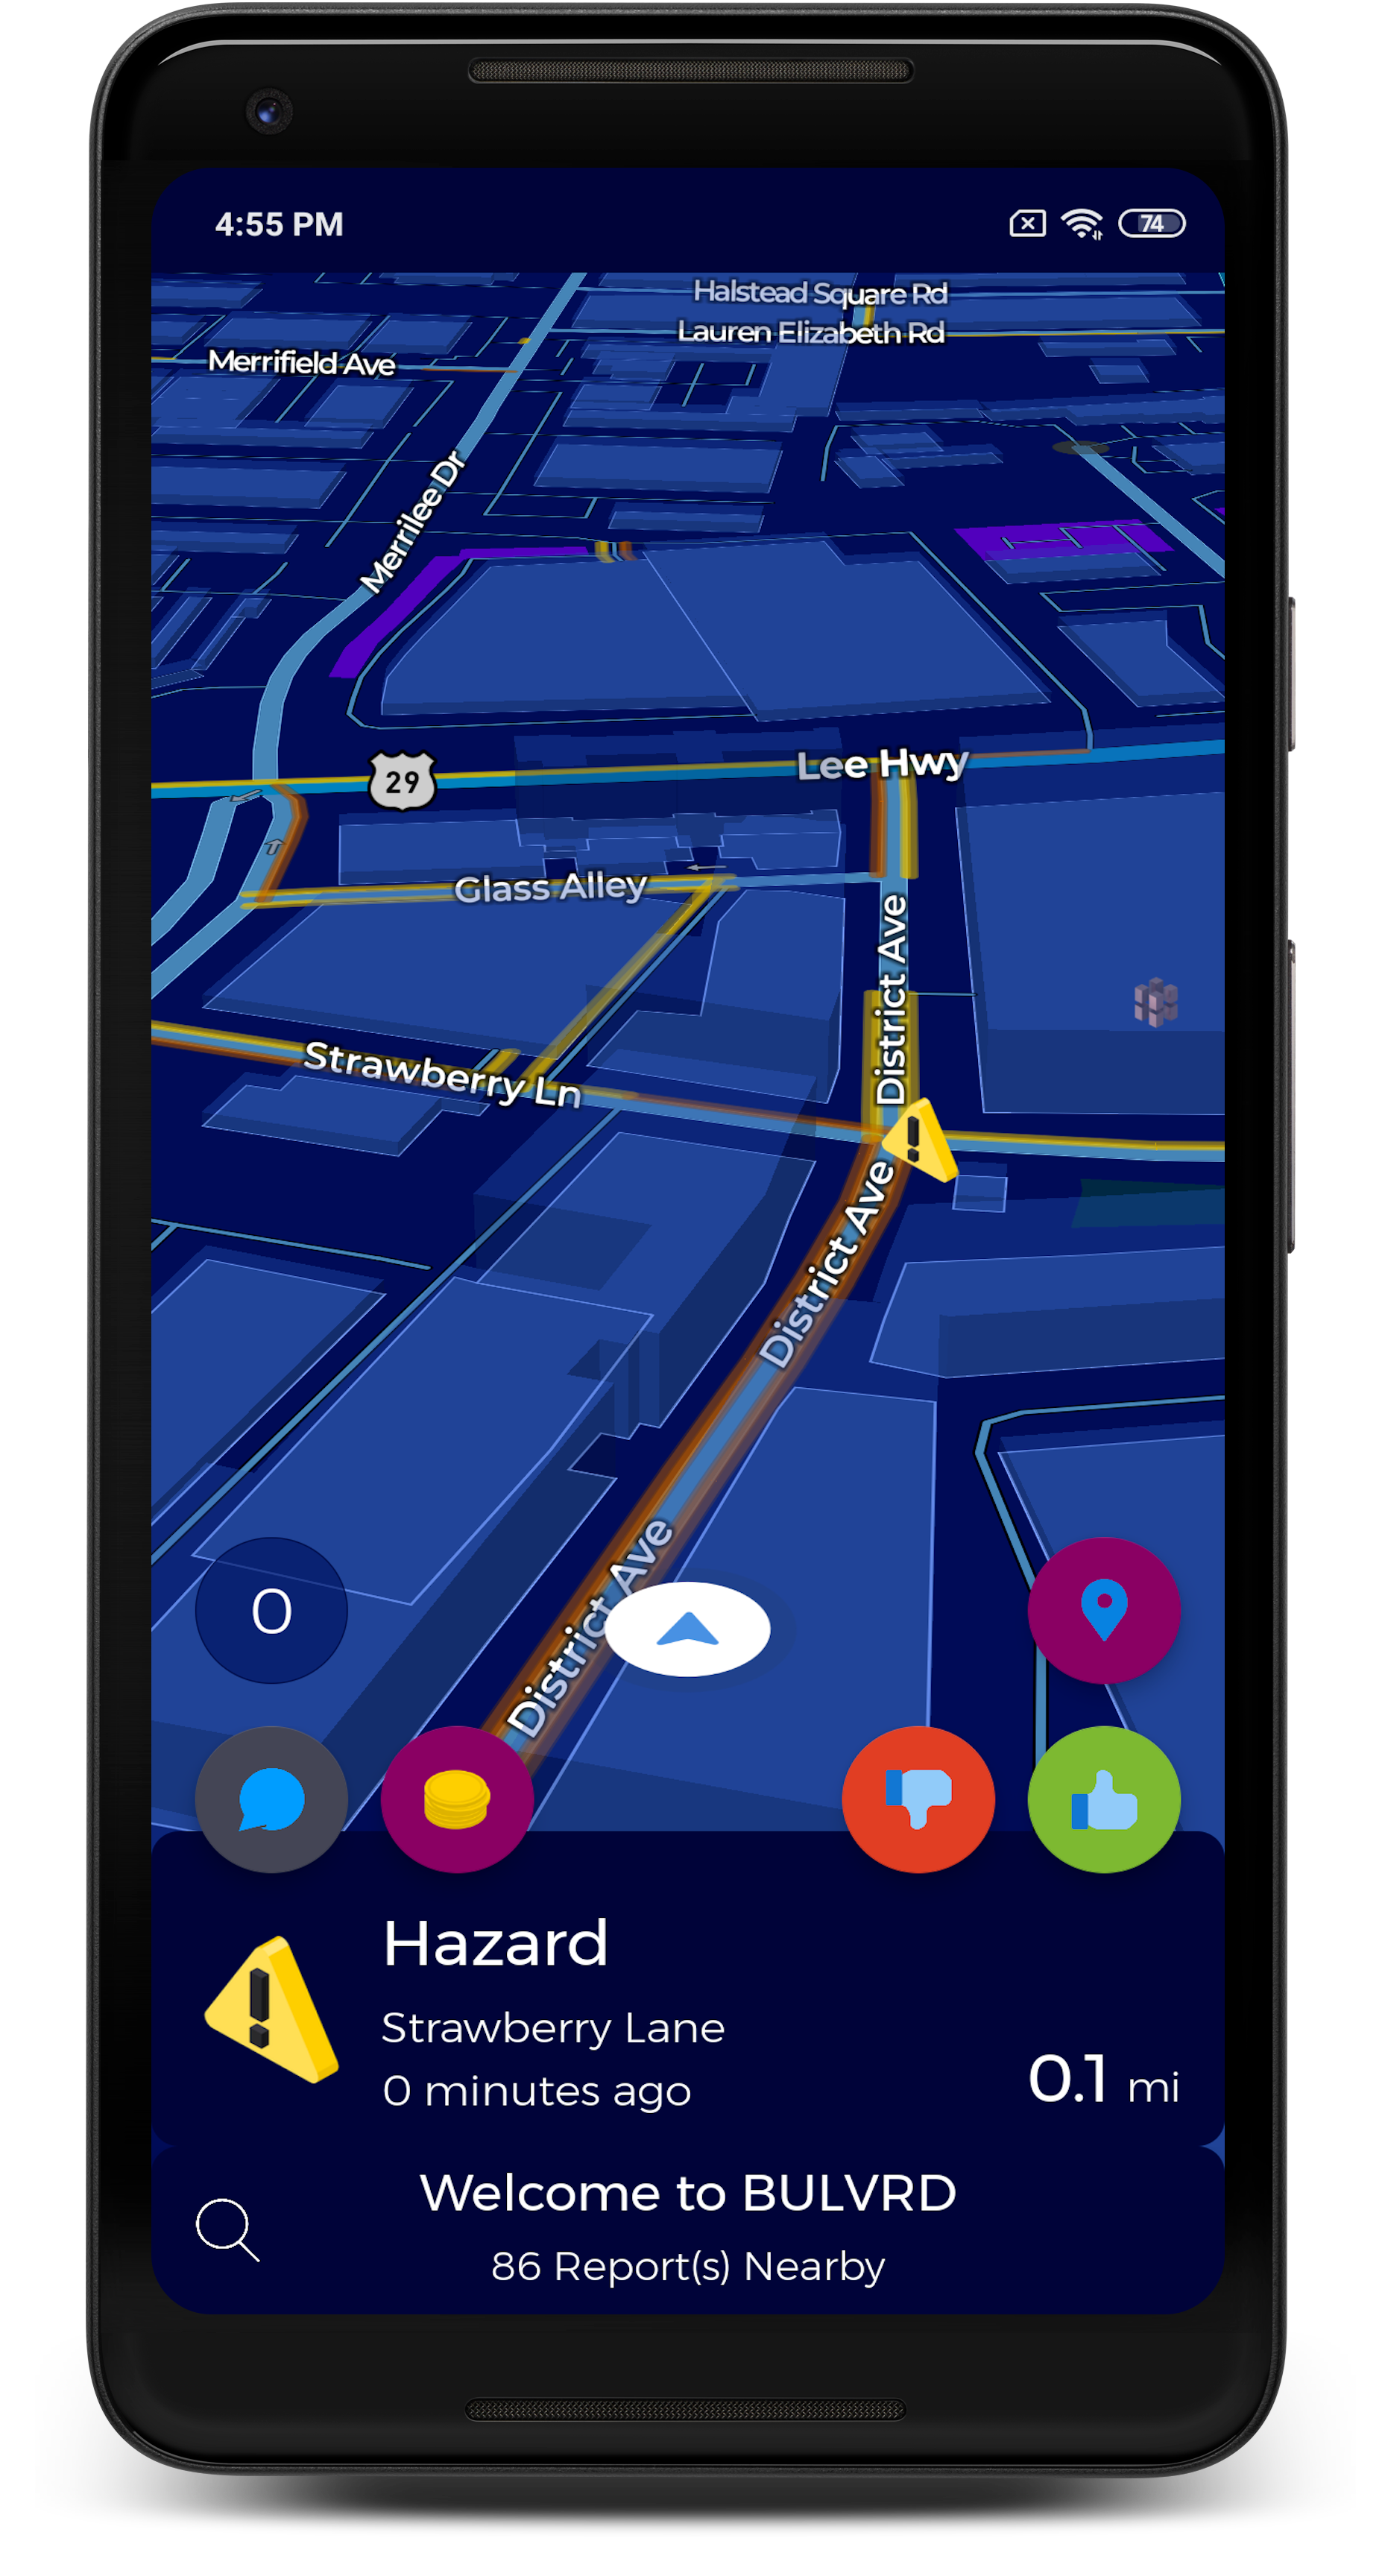 4:55 PM
74
Halstead Square Rd
Lauren Elizabeth Rd
Merrifield Ave
Merrilee Dr
Lee Hwy
29
Glass Alley
District Ave
Strawberry Ln
District Ave
District Ave
0
Hazard
Strawberry Lane
0 minutes ago
0.1 mi
Welcome to BULVRD
86 Report(s) Nearby